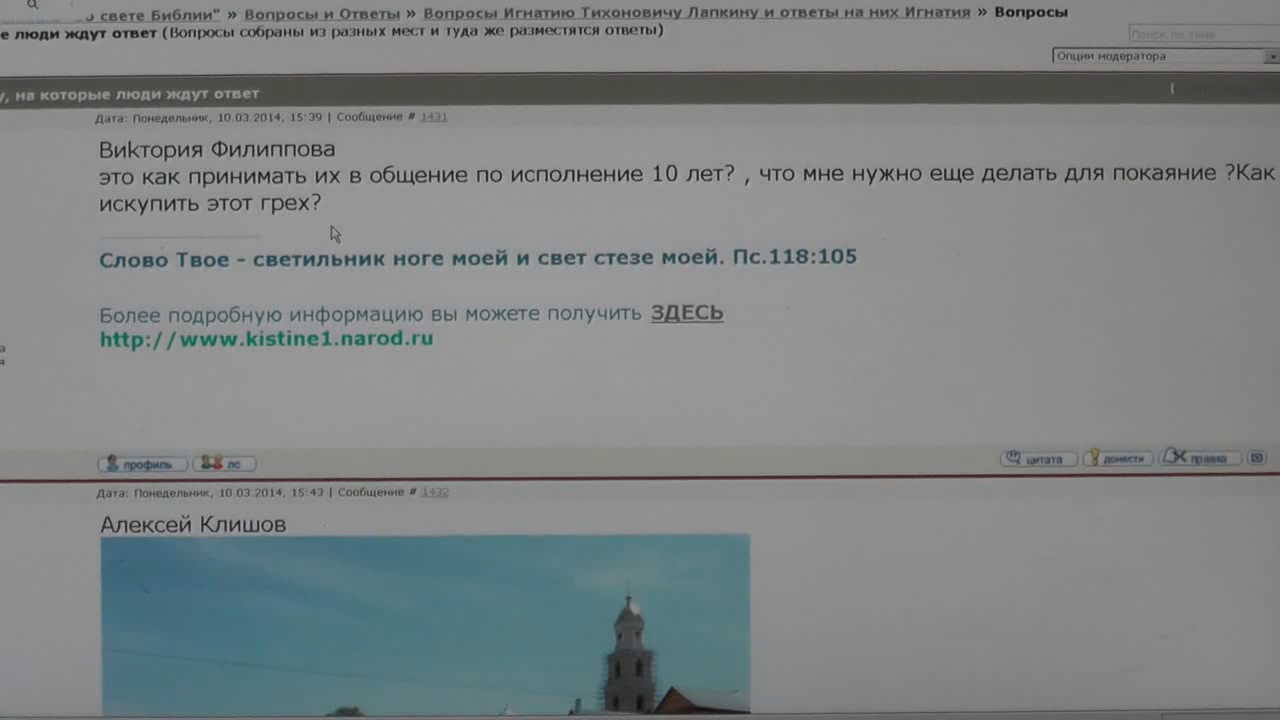 о свете Библии" » Вопросы и Ответы » Вопросы Игнатию Тихоновичу Лапкину и ответы на них Игнатия » Вопросы
е люди ждут ответ (Вопросы собраны из разных мест и туда же разместятся ответы)
Поиск по теме
Опции модератора
у, на которые люди ждут ответ
Дата: Понедельник, 10.03.2014, 15:39 | Сообщение # 1431
Виктория Филиппова
это как принимать их в общение по исполнение 10 лет? , что мне нужно еще делать для покаяние ?Как
искупить этот грех?
Слово Твое - светильник ноге моей и свет стезе моей. Пс.118:105
Более подробную информацию вы можете получить ЗДЕСЬ
http://www.kistine1.narod.ru
профиль лс цитата донести правка
Дата: Понедельник, 10.03.2014, 15:43 | Сообщение # 1432
Алексей Клишов